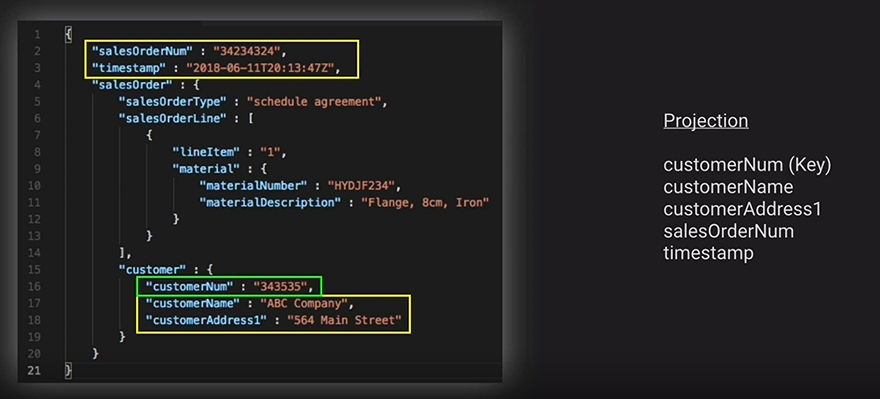 1 {
2 "salesOrderNum" : "34234324",
3 "timestamp" : "2018-06-11T20:13:47Z",
4 "salesOrder" : {
5 "salesOrderType" : "schedule agreement",
6 "salesOrderLine" : [
7 {
8 "lineItem" : "1",
9 "material" : {
10 "materialNumber" : "HYDJF234",
11 "materialDescription" : "Flange, 8cm, Iron"
12 }
13 }
14 ],
15 "customer" : {
16 "customerNum" : "343535",
17 "customerName" : "ABC Company",
18 "customerAddress1" : "564 Main Street"
19 }
20 }
21 }
Projection
customerNum (Key)
customerName
customerAddress1
salesOrderNum
timestamp